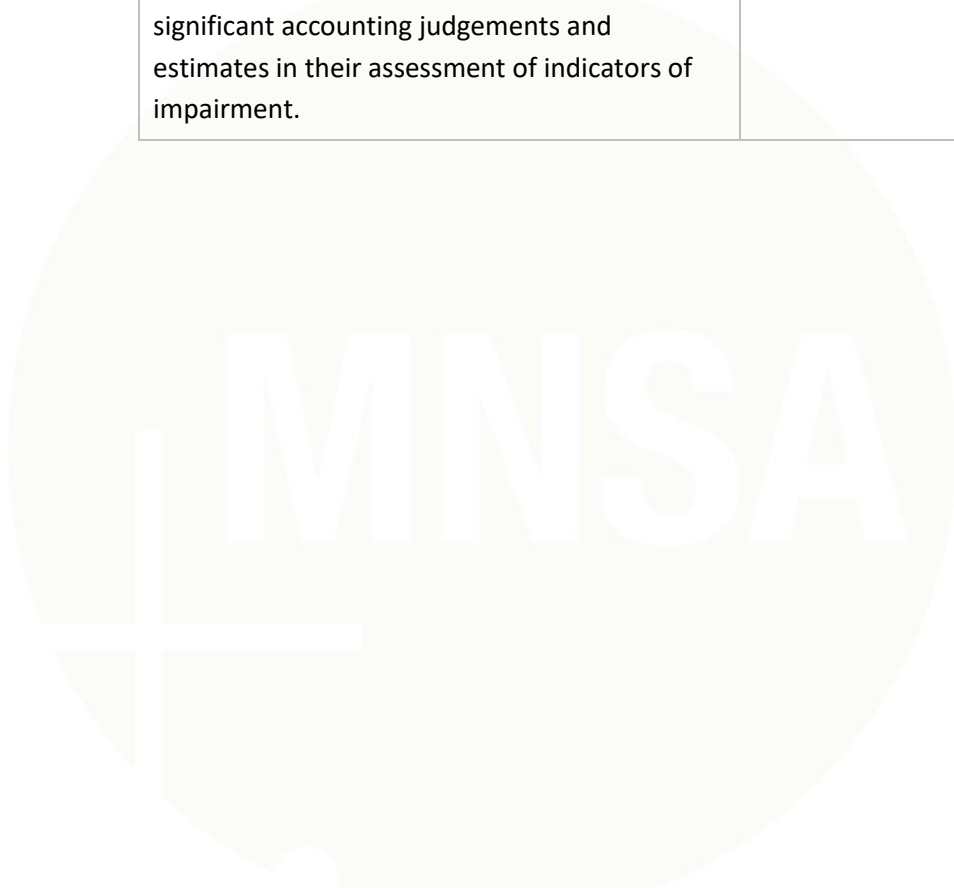 significant accounting judgements and
estimates in their assessment of indicators of
impairment.
MNSA